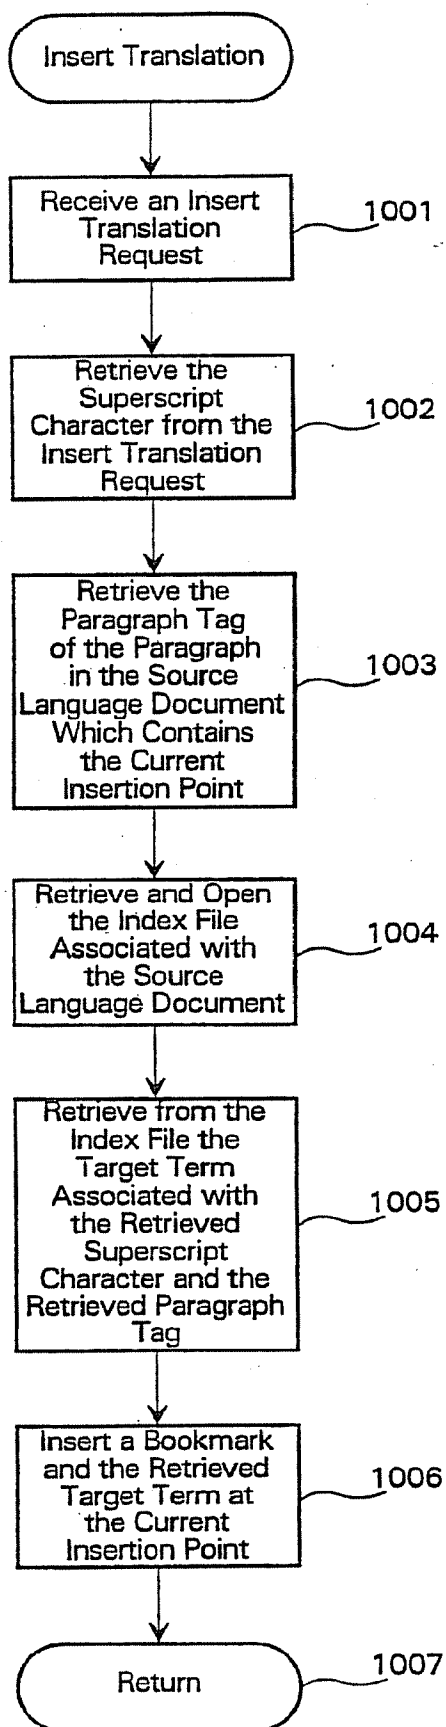 Insert Translation
Receive an Insert
Translation
Request
1001
Retrieve the
Superscript
Character from the
Insert Translation
Request
1002
Retrieve the
Paragraph Tag
of the Paragraph
in the Source
Language Document
Which Contains
the Current
Insertion Point
1003
Retrieve and Open
the Index File
Associated with
the Source
Language Document
1004
Retrieve from the
Index File the
Target Term
Associated with
the Retrieved
Superscript
Character and the
Retrieved Paragraph
Tag
1005
Insert a Bookmark
and the Retrieved
Target Term at
the Current
Insertion Point
1006
Return
1007